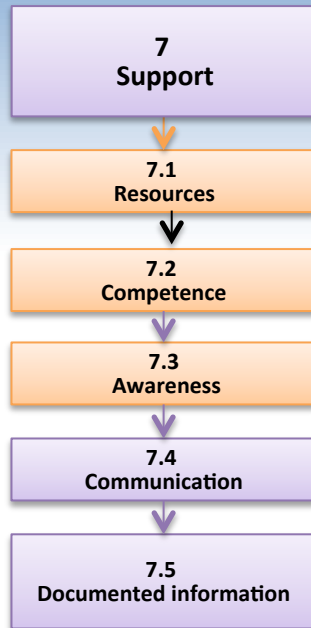 7
Support
7.1
Resources
7.2
Competence
7.3
Awareness
7.4
Communication
7.5
Documented information